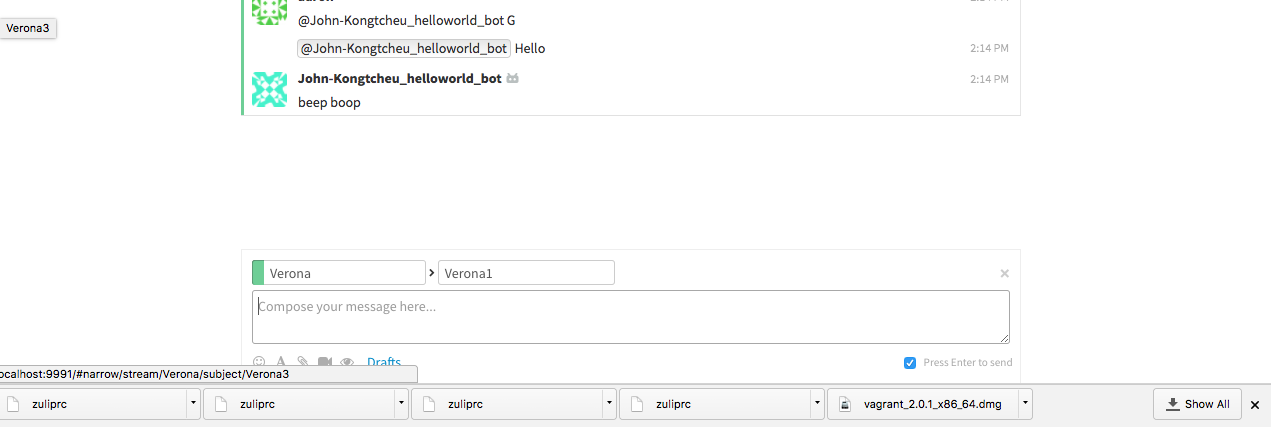 Verona3
@John-Kongtcheu_helloworld_bot G
@John-Kongtcheu_helloworld_bot Hello 2:14 PM
John-Kongtcheu_helloworld_bot 2:14 PM
beep boop
Verona > Verona1 ×
Compose your message here...
A Drafts Press Enter to send
ocalhost:9991/#narrow/stream/Verona/subject/Verona3
zuliprc zuliprc zuliprc zuliprc vagrant_2.0.1_x86_64.dmg Show All ×